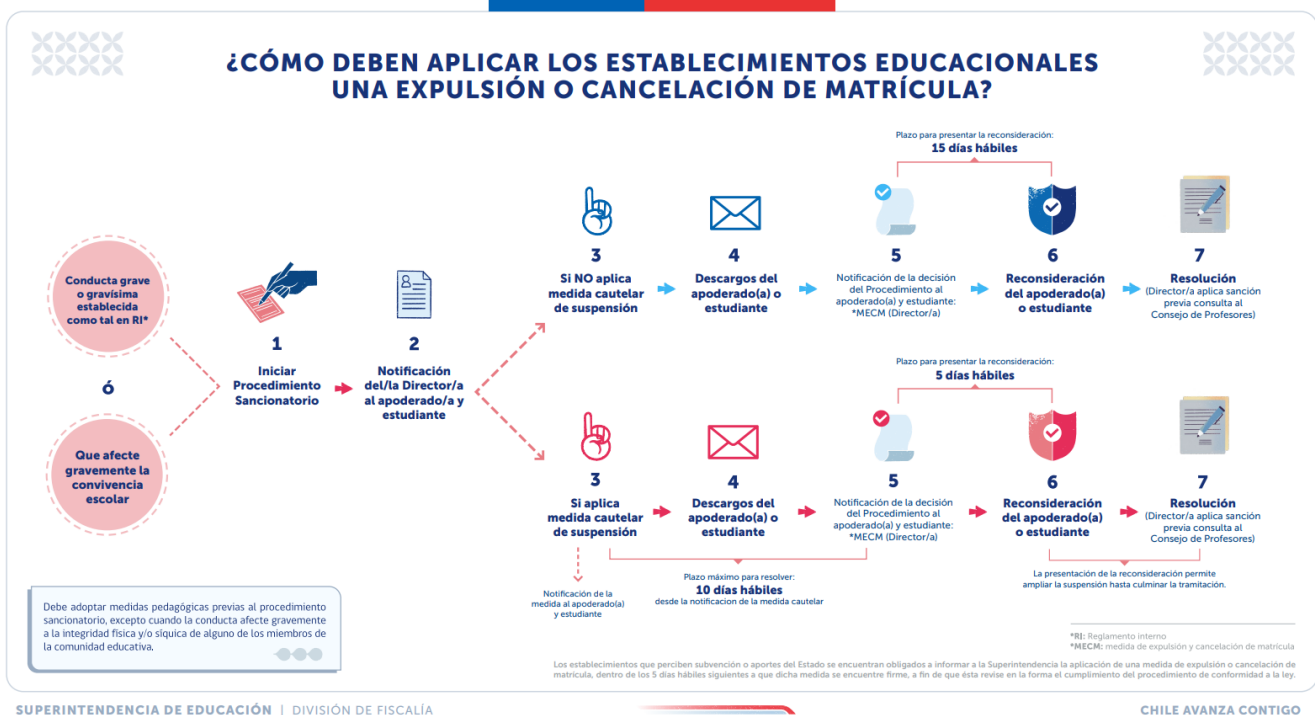 ¿CÓMO DEBEN APLICAR LOS ESTABLECIMIENTOS EDUCACIONALES
UNA EXPULSIÓN O CANCELACIÓN DE MATRÍCULA?
Conducta grave
o gravísima
establecida
como tal en RI*
ó
Que afecte
gravemente la
convivencia
escolar
1
Iniciar
Procedimiento
Sancionatorio
2
Notificación
del/la Director/a
al apoderado/a y
estudiante
Plazo para presentar la reconsideración:
15 días hábiles
3
Si NO aplica
medida cautelar
de suspensión
4
Descargos del
apoderado(a) o
estudiante
5
Notificación de la decisión
del Procedimiento al
apoderado(a) y estudiante:
*MECM (Director/a)
6
Reconsideración
del apoderado(a)
o estudiante
7
Resolución
(Director/a aplica sanción
previa consulta al
Consejo de Profesores)
Plazo para presentar la reconsideración:
5 días hábiles
3
Si aplica
medida cautelar
de suspensión
4
Descargos del
apoderado(a) o
estudiante
5
Notificación de la decisión
del Procedimiento al
apoderado(a) y estudiante:
*MECM (Director/a)
6
Reconsideración
del apoderado(a)
o estudiante
7
Resolución
(Director/a aplica sanción
previa consulta al
Consejo de Profesores)
Notificación de la
medida al apoderado(a)
y estudiante
Plazo máximo para resolver:
10 días hábiles
desde la notificacion de la medida cautelar
La presentación de la reconsideración permite
ampliar la suspensión hasta culminar la tramitación.
Debe adoptar medidas pedagógicas previas al procedimiento
sancionatorio, excepto cuando la conducta afecte gravemente
a la integridad física y/o síquica de alguno de los miembros de
la comunidad educativa.
*RI: Reglamento interno
*MECM: medida de expulsión y cancelación de matrícula
Los establecimientos que perciben subvención o aportes del Estado se encuentran obligados a informar a la Superintendencia la aplicación de una medida de expulsión o cancelación de
matrícula, dentro de los 5 días hábiles siguientes a que dicha medida se encuentre firme, a fin de que ésta revise en la forma el cumplimiento del procedimiento de conformidad a la ley.
SUPERINTENDENCIA DE EDUCACIÓN | DIVISIÓN DE FISCALÍA
CHILE AVANZA CONTIGO